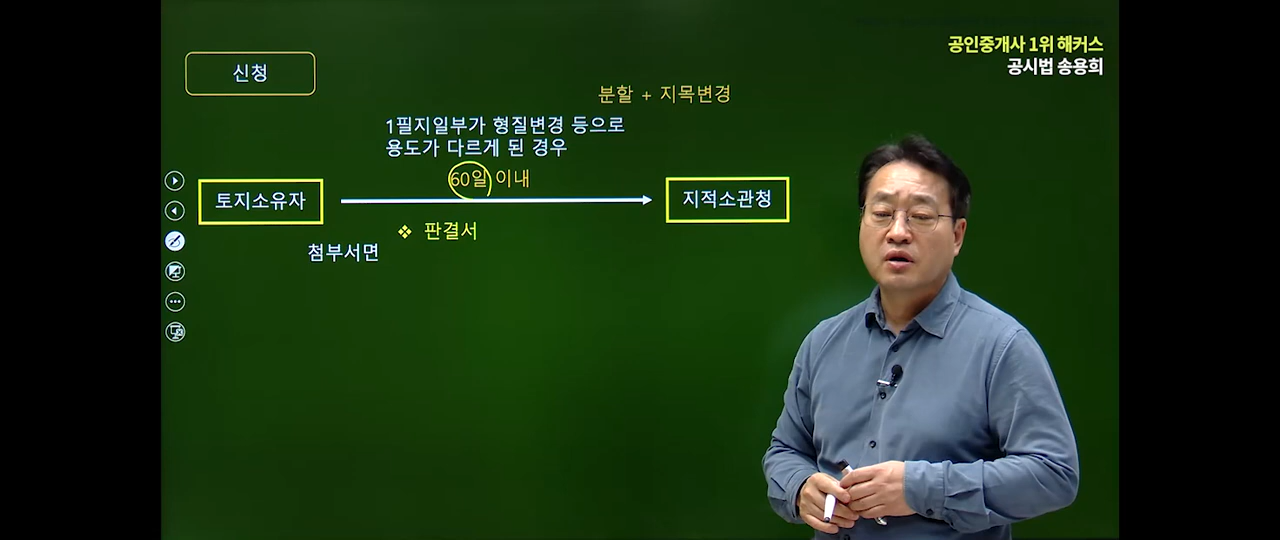 공인중개사 1위 해커스
공시법 송용희
신청
분할 + 지목변경
1필지일부가 형질변경 등으로
용도가 다르게 된 경우
60일 이내
토지소유자
지적소관청
❖ 판결서
첨부서면